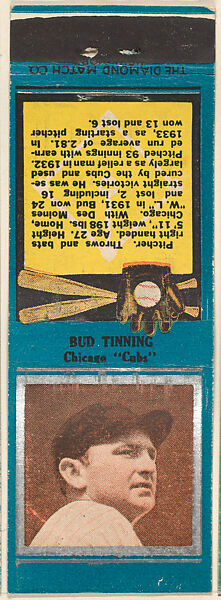 THE DIAMOND MATCH CO.
Pitcher. Throws and bats
right handed. Age 27. Height
5' 11", weight 198 lbs. Home,
Chicago. With Des Moines
"W.L." in 1931, Bud won 24
and lost 2, including 16
straight victories. He was se-
cured by the Cubs and used
largely as a relief man in 1932.
Pitched 93 innings with earn-
ed run average of 2.81. In
1933, as a starting pitcher
won 13 and lost 6.
BUD TINNING
Chicago "Cubs"